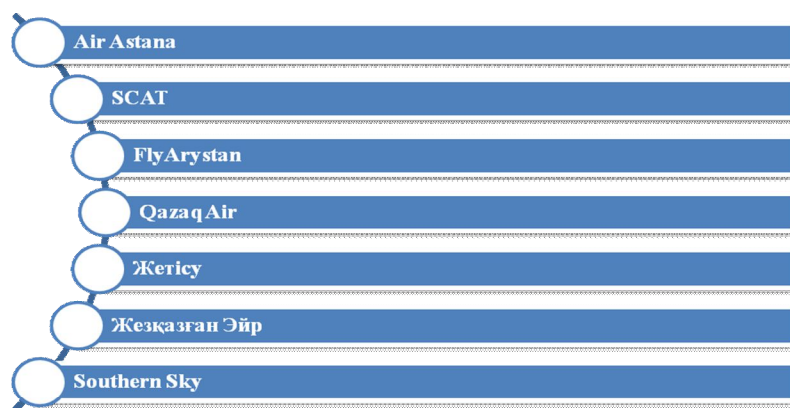 Air Astana
SCAT
FlyArystan
Qazaq Air
Жетісу
Жезқазған Эйр
Southern Sky